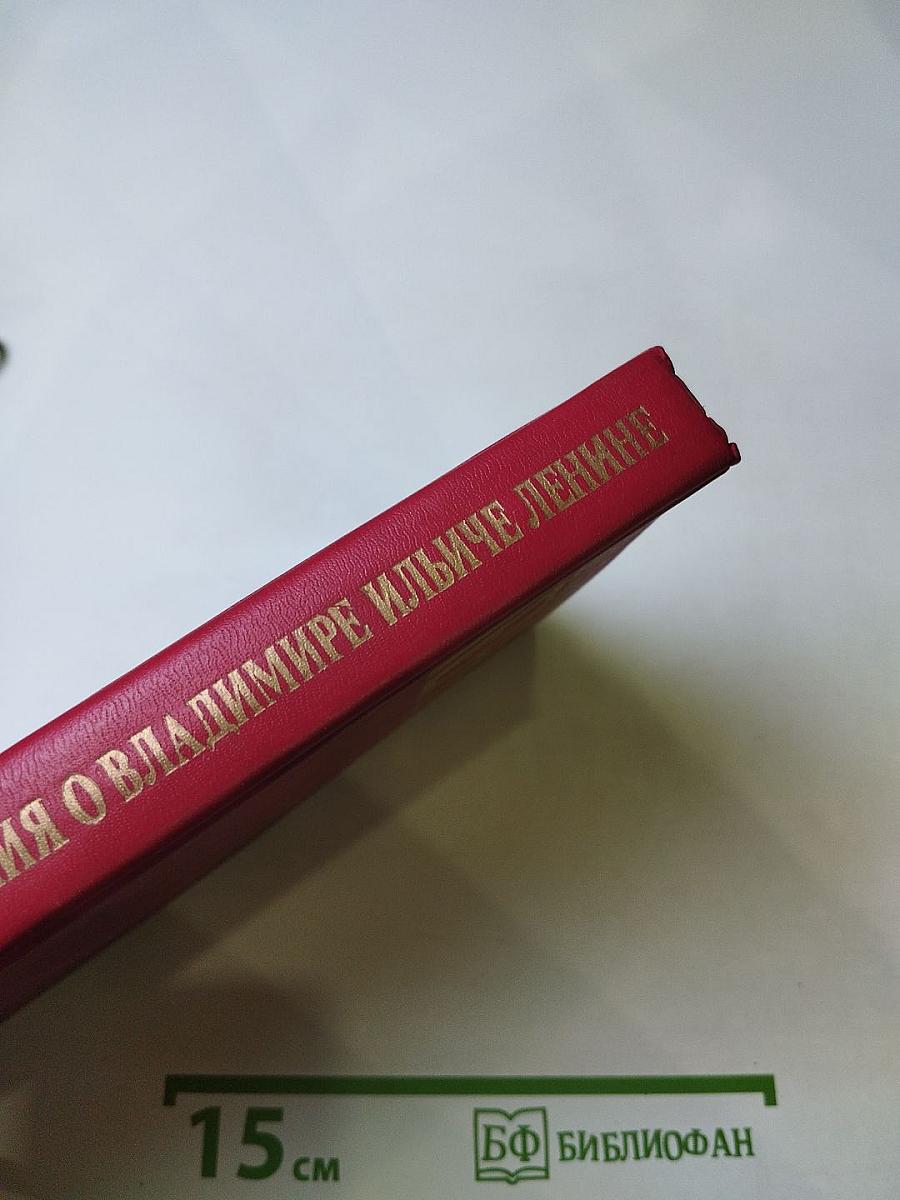 ИЯ О ВЛАДИМИРЕ ИЛЬИЧЕ ЛЕНИНЕ
15 см
БФ БИБЛИОФАН